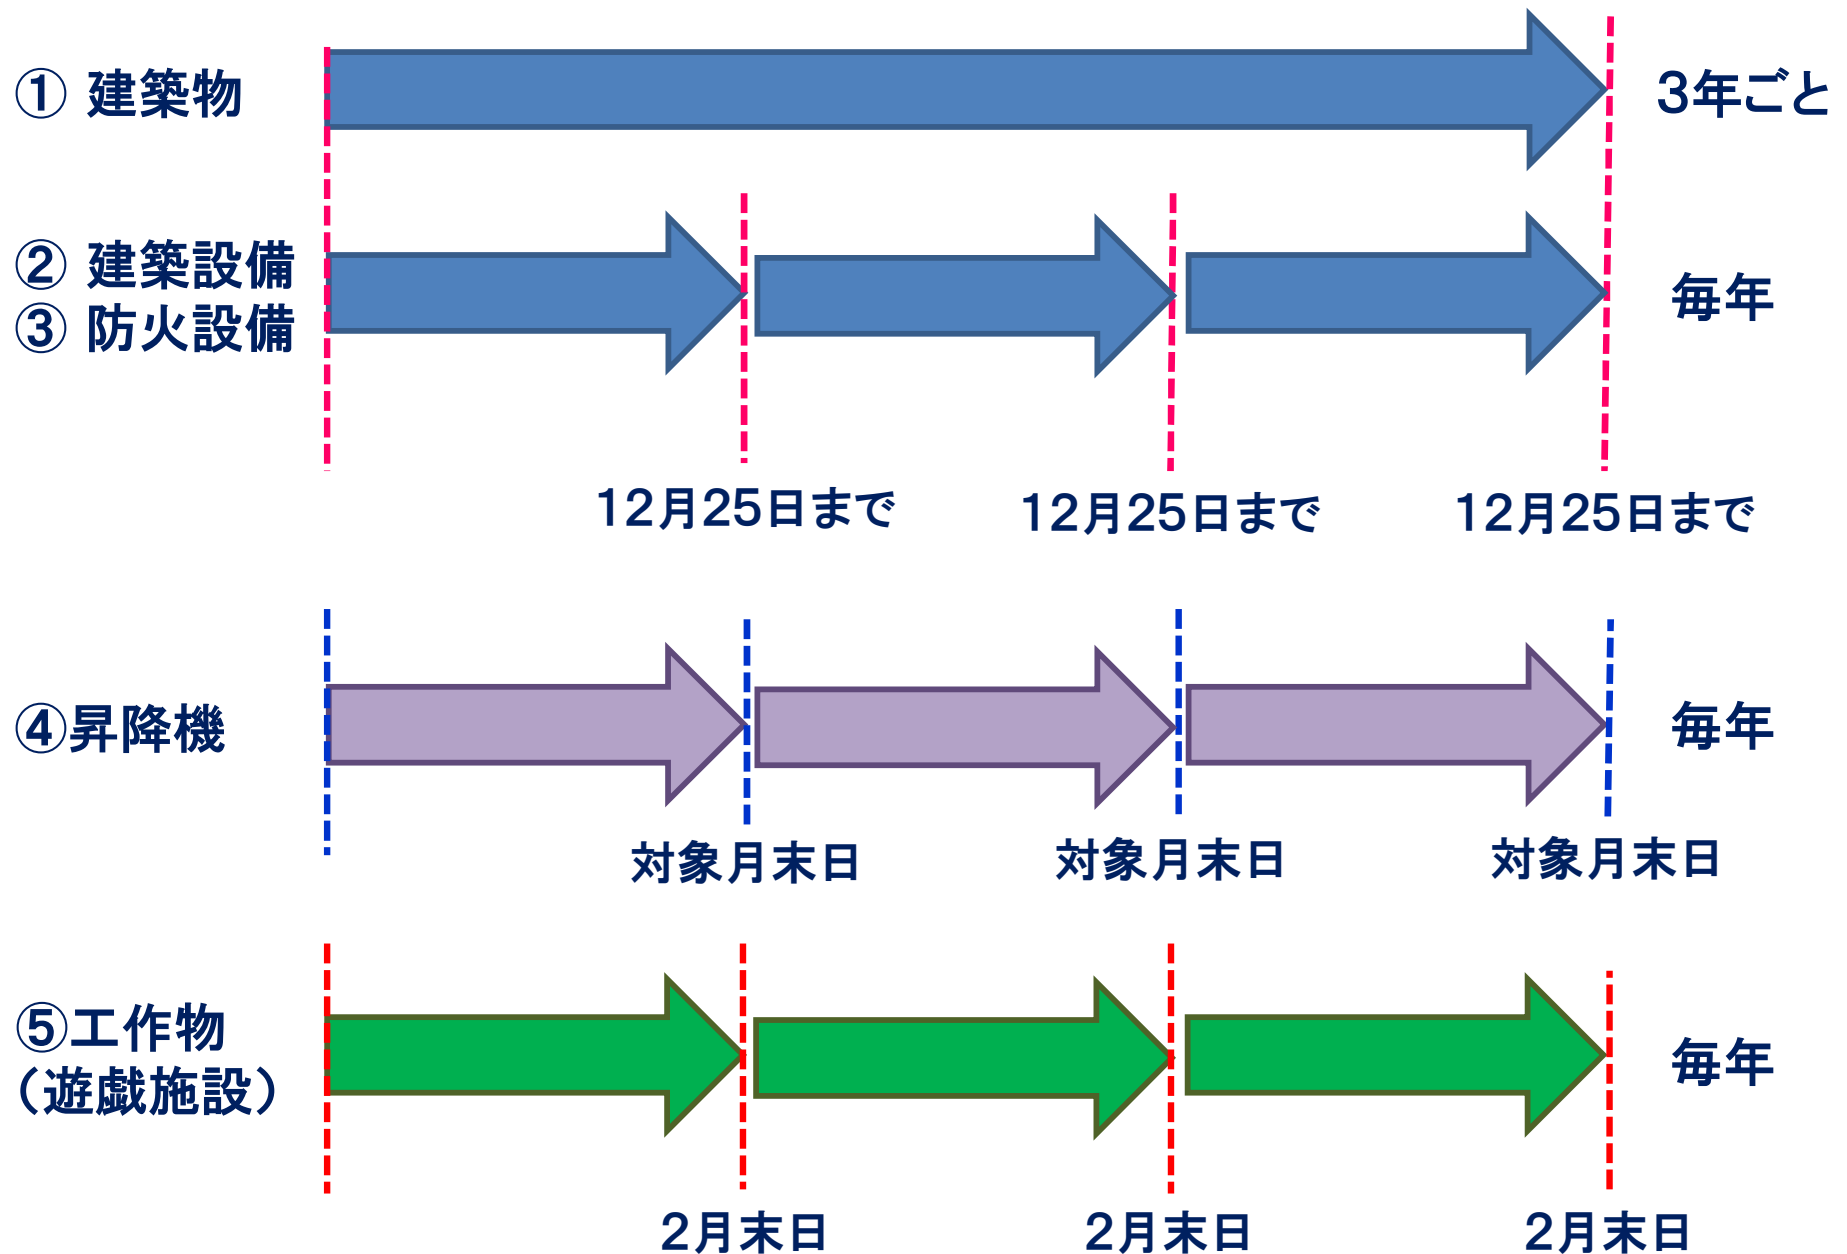 ① 建築物
3年ごと
② 建築設備
③ 防火設備
毎年
12月25日まで
12月25日まで
12月25日まで
④昇降機
毎年
対象月末日
対象月末日
対象月末日
⑤工作物
（遊戯施設）
毎年
2月末日
2月末日
2月末日